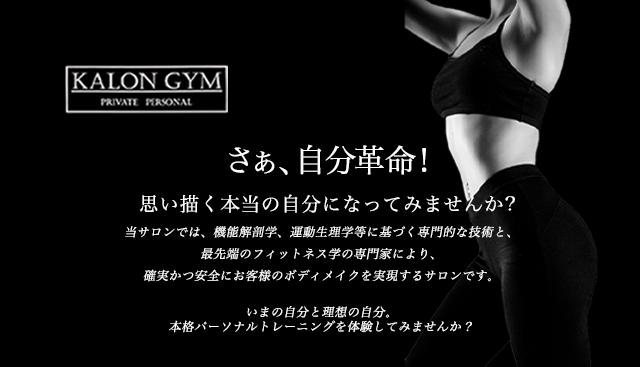 KALON GYM
PRIVATE PERSONAL
さぁ、自分革命！
思い描く本当の自分になってみませんか？
当サロンでは、機能解剖学、運動生理学等に基づく専門的な技術と、
最先端のフィットネス学の専門家により、
確実かつ安全にお客様のボディメイクを実現するサロンです。
いまの自分と理想の自分。
本格パーソナルトレーニングを体験してみませんか？